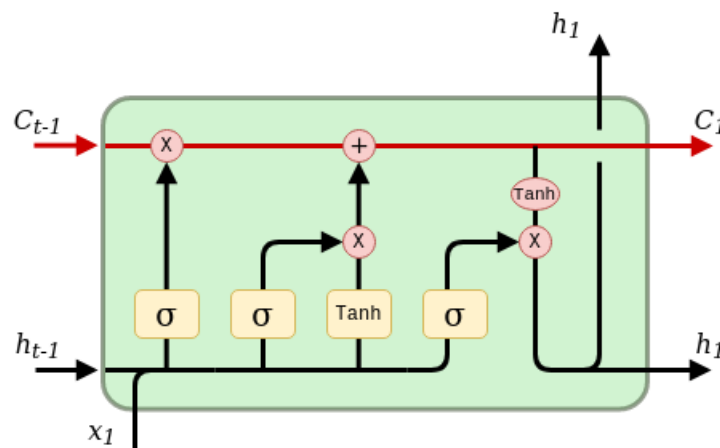 h₁
Cₜ₋₁
C₁
X
+
Tanh
X
X
σ
σ
Tanh
σ
hₜ₋₁
h₁
x₁